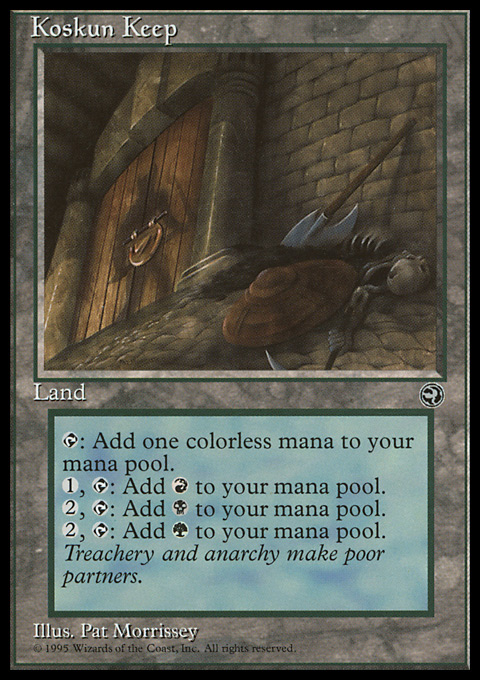 Koskun Keep
Land
: Add one colorless mana to your
mana pool.
1, : Add to your mana pool.
2, : Add to your mana pool.
2, : Add to your mana pool.
Treachery and anarchy make poor
partners.
Illus. Pat Morrissey
© 1995 Wizards of the Coast, Inc. All rights reserved.